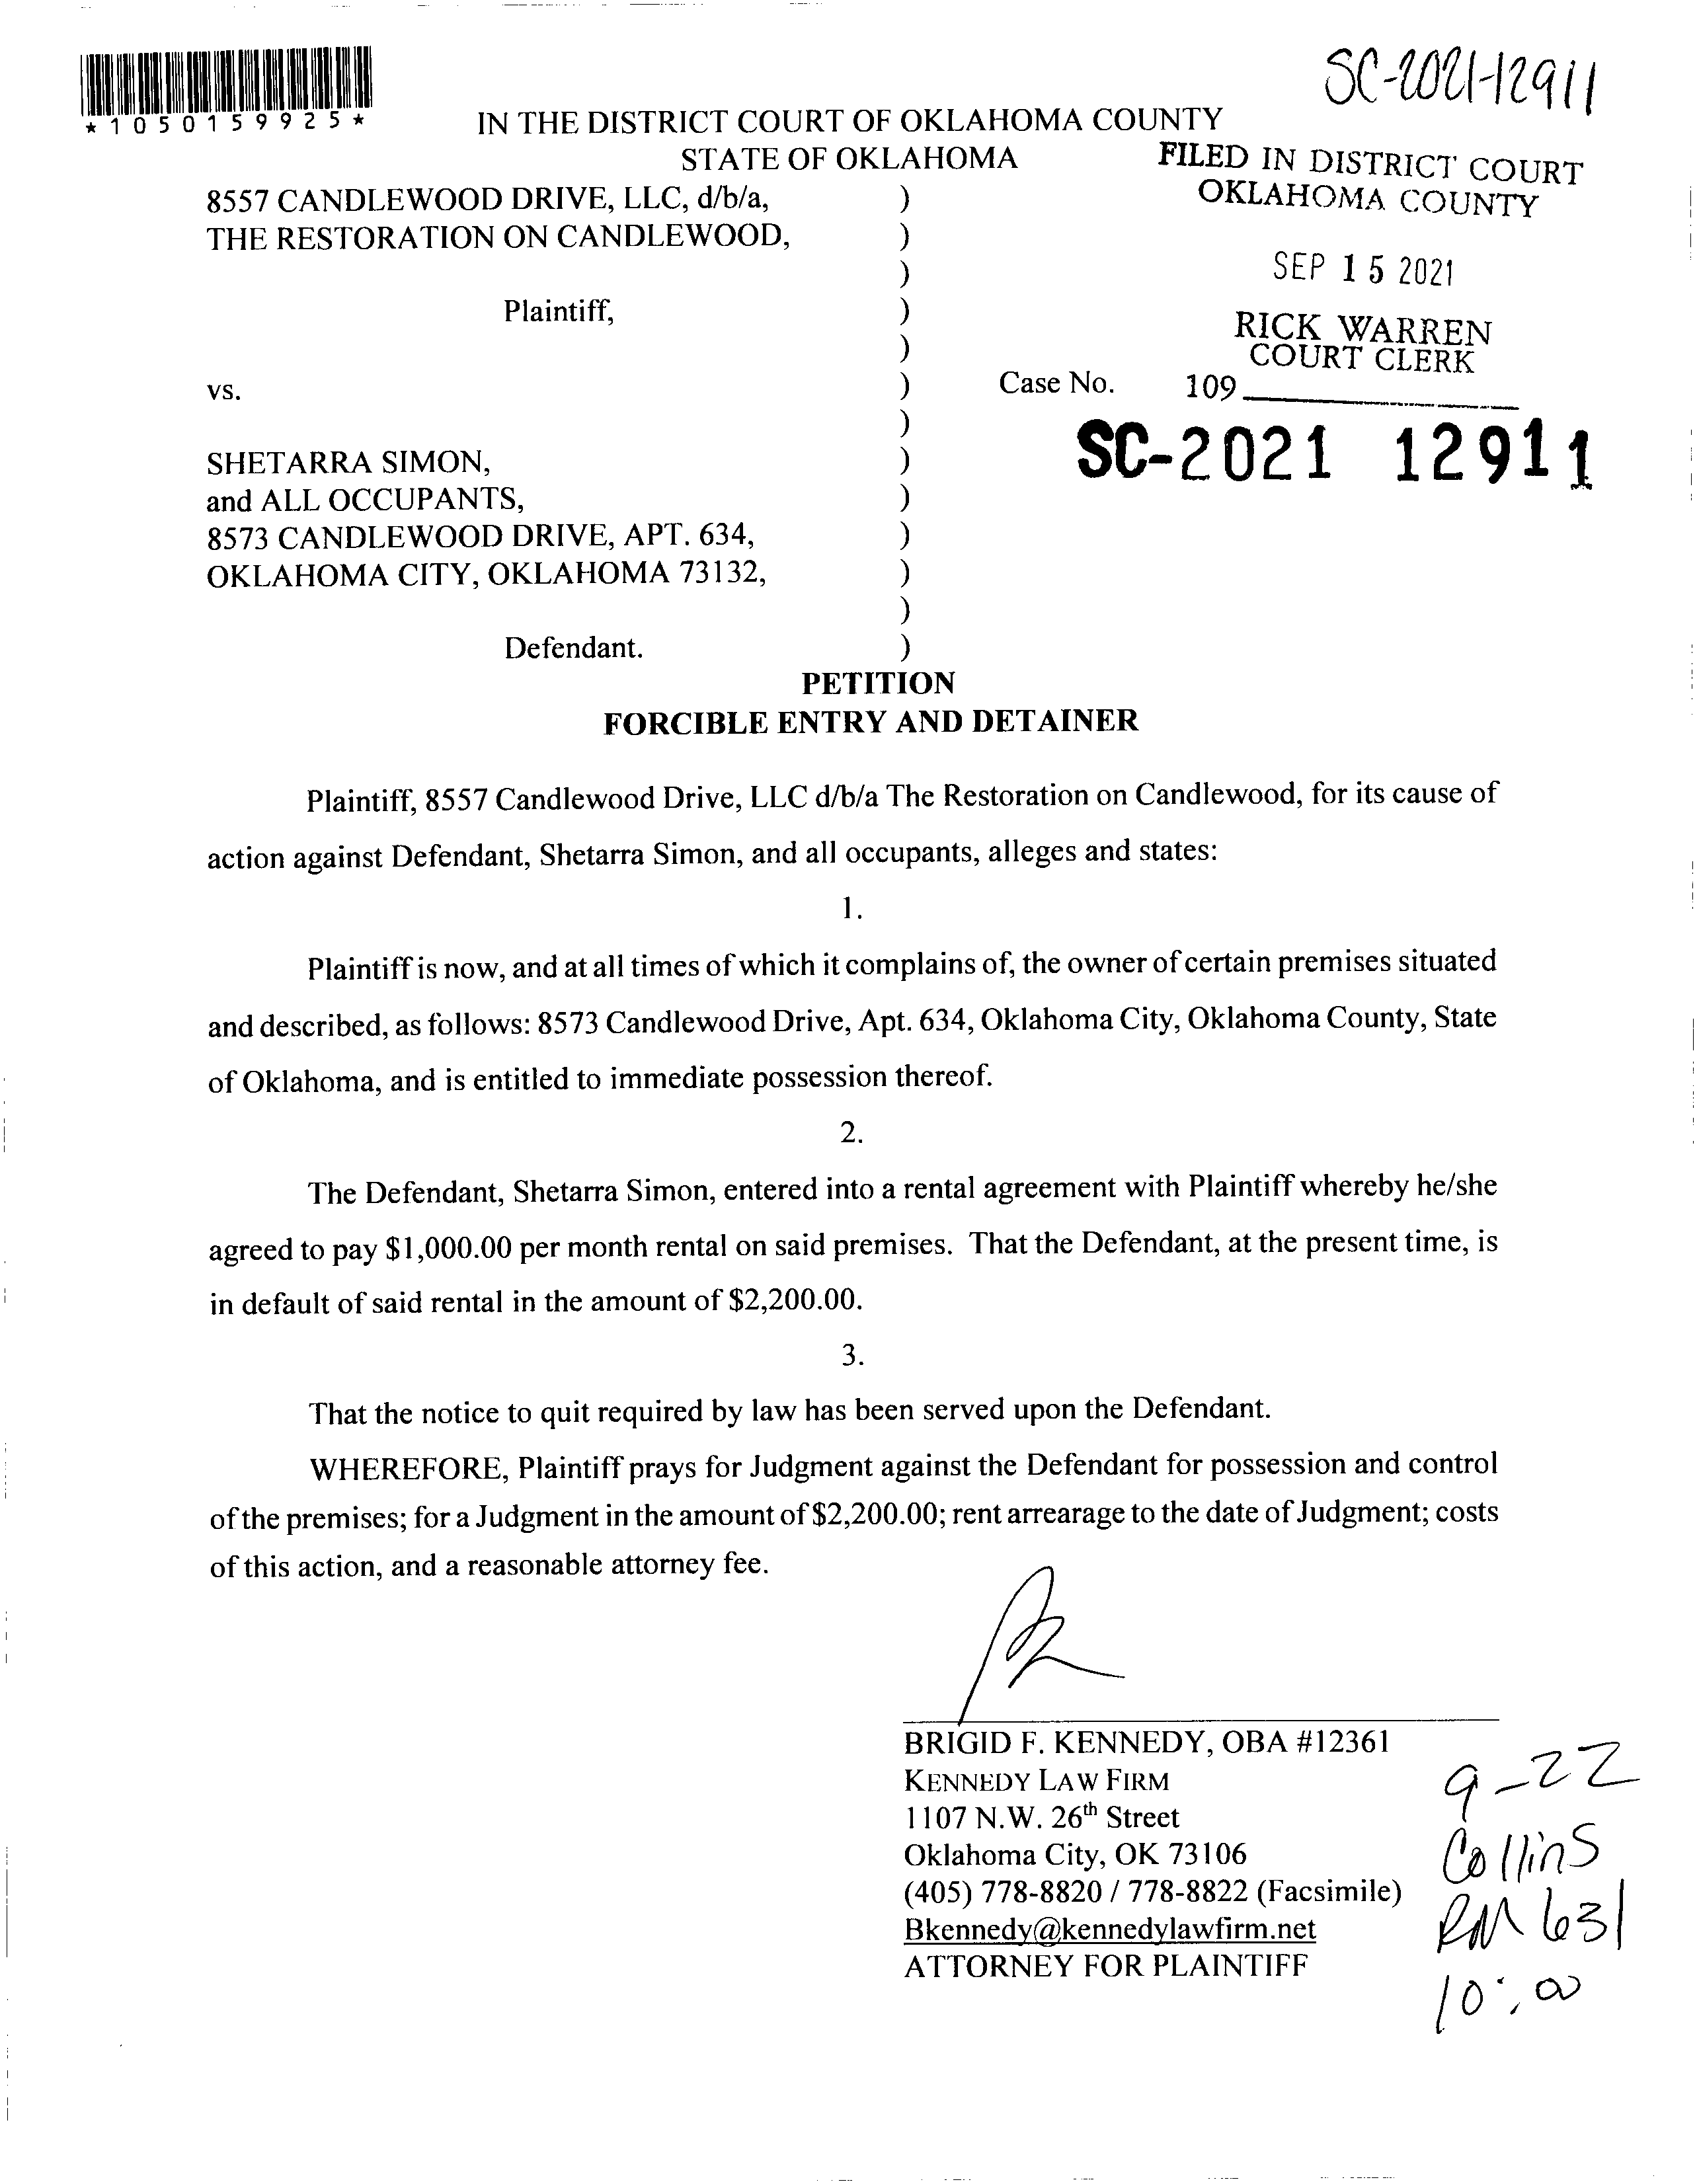 SC-2021-12911
*1050159925*
IN THE DISTRICT COURT OF OKLAHOMA COUNTY
STATE OF OKLAHOMA
FILED IN DISTRICT COURT
OKLAHOMA COUNTY
SEP 15 2021
RICK WARREN
COURT CLERK
109
8557 CANDLEWOOD DRIVE, LLC, d/b/a, )
THE RESTORATION ON CANDLEWOOD, )
)
Plaintiff, )
)
vs. ) Case No.
)
SC-2021 12911
SHETARRA SIMON, )
and ALL OCCUPANTS, )
8573 CANDLEWOOD DRIVE, APT. 634, )
OKLAHOMA CITY, OKLAHOMA 73132, )
)
Defendant. )
PETITION
FORCIBLE ENTRY AND DETAINER
Plaintiff, 8557 Candlewood Drive, LLC d/b/a The Restoration on Candlewood, for its cause of
action against Defendant, Shetarra Simon, and all occupants, alleges and states:
1.
Plaintiff is now, and at all times of which it complains of, the owner of certain premises situated
and described, as follows: 8573 Candlewood Drive, Apt. 634, Oklahoma City, Oklahoma County, State
of Oklahoma, and is entitled to immediate possession thereof.
2.
The Defendant, Shetarra Simon, entered into a rental agreement with Plaintiff whereby he/she
agreed to pay $1,000.00 per month rental on said premises. That the Defendant, at the present time, is
in default of said rental in the amount of $2,200.00.
3.
That the notice to quit required by law has been served upon the Defendant.
WHEREFORE, Plaintiff prays for Judgment against the Defendant for possession and control
of the premises; for a Judgment in the amount of $2,200.00; rent arrearage to the date of Judgment; costs
of this action, and a reasonable attorney fee.
BRIGID F. KENNEDY, OBA #12361
KENNEDY LAW FIRM
1107 N.W. 26th Street
Oklahoma City, OK 73106
(405) 778-8820 / 778-8822 (Facsimile)
Bkennedy@kennedylawfirm.net
ATTORNEY FOR PLAINTIFF
9-22
Collins
RM 631
10:00